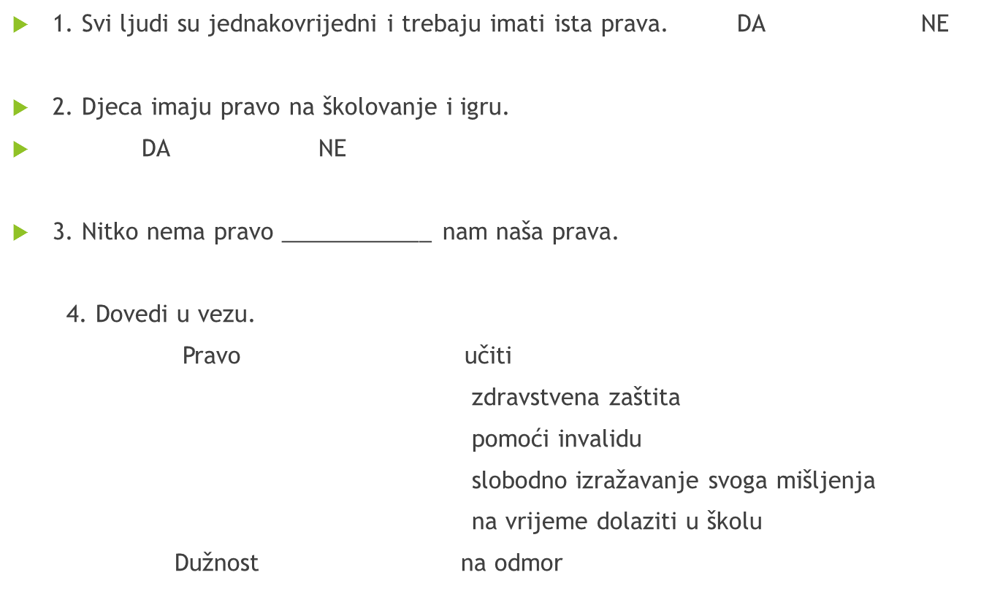 1. Svi ljudi su jednakovrijedni i trebaju imati ista prava. DA NE
2. Djeca imaju pravo na školovanje i igru.
DA NE
3. Nitko nema pravo ____________ nam naša prava.
4. Dovedi u vezu.
Pravo učiti
zdravstvena zaštita
pomoći invalidu
slobodno izražavanje svoga mišljenja
na vrijeme dolaziti u školu
Dužnost na odmor